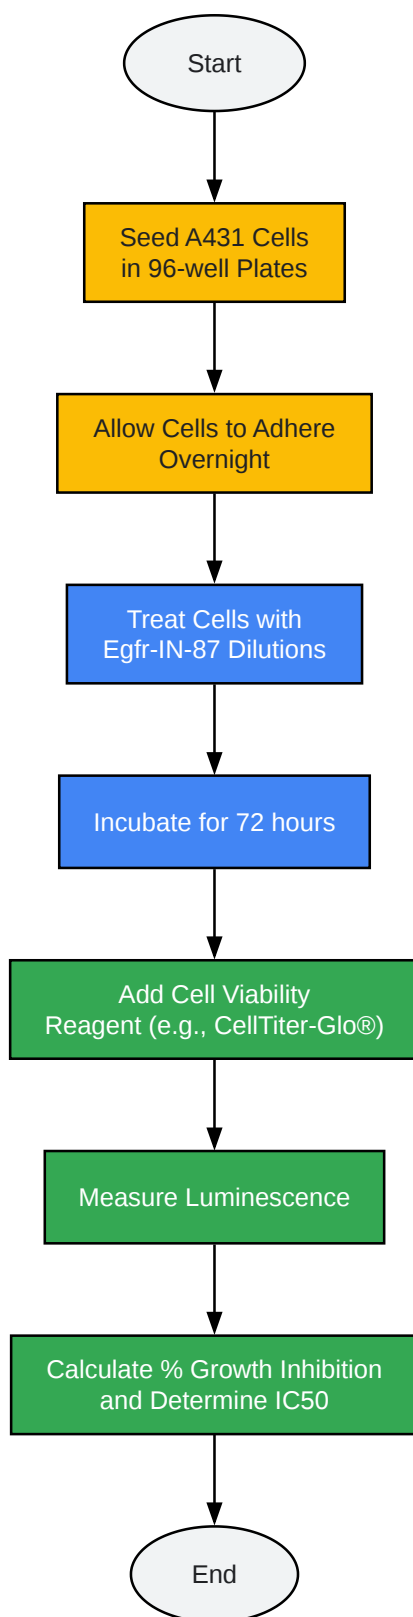 Start
Seed A431 Cells
in 96-well Plates
Allow Cells to Adhere
Overnight
Treat Cells with
Egfr-IN-87 Dilutions
Incubate for 72 hours
Add Cell Viability
Reagent (e.g., CellTiter-Glo®)
Measure Luminescence
Calculate % Growth Inhibition
and Determine IC50
End